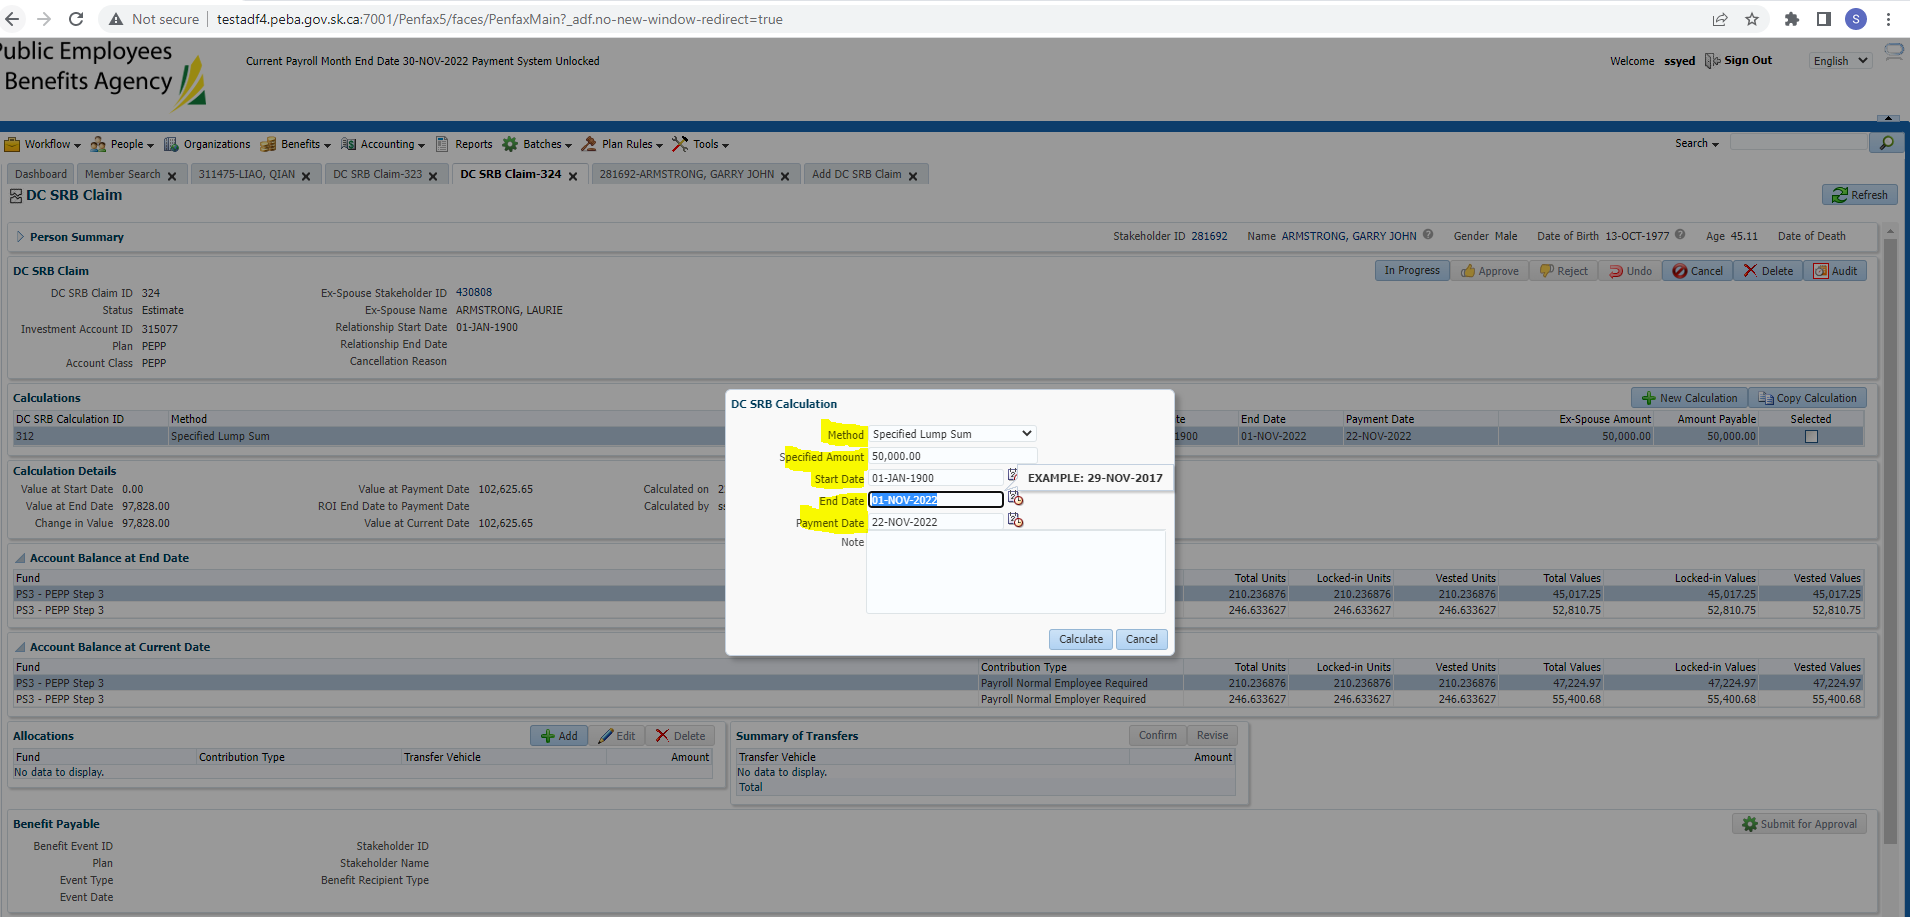 Not secure testadf4.peba.gov.sk.ca:7001/Penfax5/faces/PenfaxMain?_adf.no-new-window-redirect=true S
Public Employees
Benefits Agency
Current Payroll Month End Date 30-NOV-2022 Payment System Unlocked
Welcome ssyed Sign Out English
Workflow People Organizations Benefits Accounting Reports Batches Plan Rules Tools Search
Dashboard Member Search 311475-LIAO, QIAN DC SRB Claim-323 DC SRB Claim-324 281692-ARMSTRONG, GARRY JOHN Add DC SRB Claim
DC SRB Claim Refresh
Person Summary Stakeholder ID 281692 Name ARMSTRONG, GARRY JOHN Gender Male Date of Birth 13-OCT-1977 Age 45.11 Date of Death
DC SRB Claim In Progress Approve Reject Undo Cancel Delete Audit
DC SRB Claim ID 324 Ex-Spouse Stakeholder ID 430808
Status Estimate Ex-Spouse Name ARMSTRONG, LAURIE
Investment Account ID 315077 Relationship Start Date 01-JAN-1900
Plan PEPP Relationship End Date
Account Class PEPP Cancellation Reason
Calculations New Calculation Copy Calculation
DC SRB Calculation ID Method te End Date Payment Date Ex-Spouse Amount Amount Payable Selected
312 Specified Lump Sum 1900 01-NOV-2022 22-NOV-2022 50,000.00 50,000.00
Calculation Details
Value at Start Date 0.00 Value at Payment Date 102,625.65 Calculated on 2
Value at End Date 97,828.00 ROI End Date to Payment Date Calculated by s
Change in Value 97,828.00 Value at Current Date 102,625.65
DC SRB Calculation
Method Specified Lump Sum
Specified Amount 50,000.00
Start Date 01-JAN-1900 EXAMPLE: 29-NOV-2017
End Date 01-NOV-2022
Payment Date 22-NOV-2022
Note
Calculate Cancel
Account Balance at End Date
Fund Total Units Locked-in Units Vested Units Total Values Locked-in Values Vested Values
PS3 - PEPP Step 3 210.236876 210.236876 210.236876 45,017.25 45,017.25 45,017.25
PS3 - PEPP Step 3 246.633627 246.633627 246.633627 52,810.75 52,810.75 52,810.75
Account Balance at Current Date
Fund Contribution Type Total Units Locked-in Units Vested Units Total Values Locked-in Values Vested Values
PS3 - PEPP Step 3 Payroll Normal Employee Required 210.236876 210.236876 210.236876 47,224.97 47,224.97 47,224.97
PS3 - PEPP Step 3 Payroll Normal Employer Required 246.633627 246.633627 246.633627 55,400.68 55,400.68 55,400.68
Allocations Add Edit Delete
Fund Contribution Type Transfer Vehicle Amount
No data to display.
Summary of Transfers Confirm Revise
Transfer Vehicle Amount
No data to display.
Total
Benefit Payable Submit for Approval
Benefit Event ID Stakeholder ID
Plan Stakeholder Name
Event Type Benefit Recipient Type
Event Date